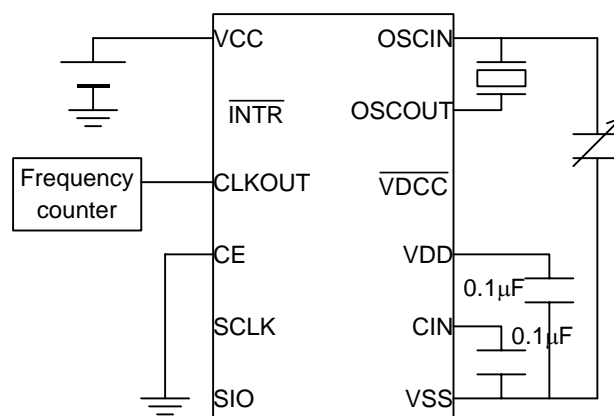 VCC OSCIN
INTR OSCOUT
Frequency
counter
CLKOUT VDCC
CE VDD
0.1µF
SCLK CIN
0.1µF
SIO VSS